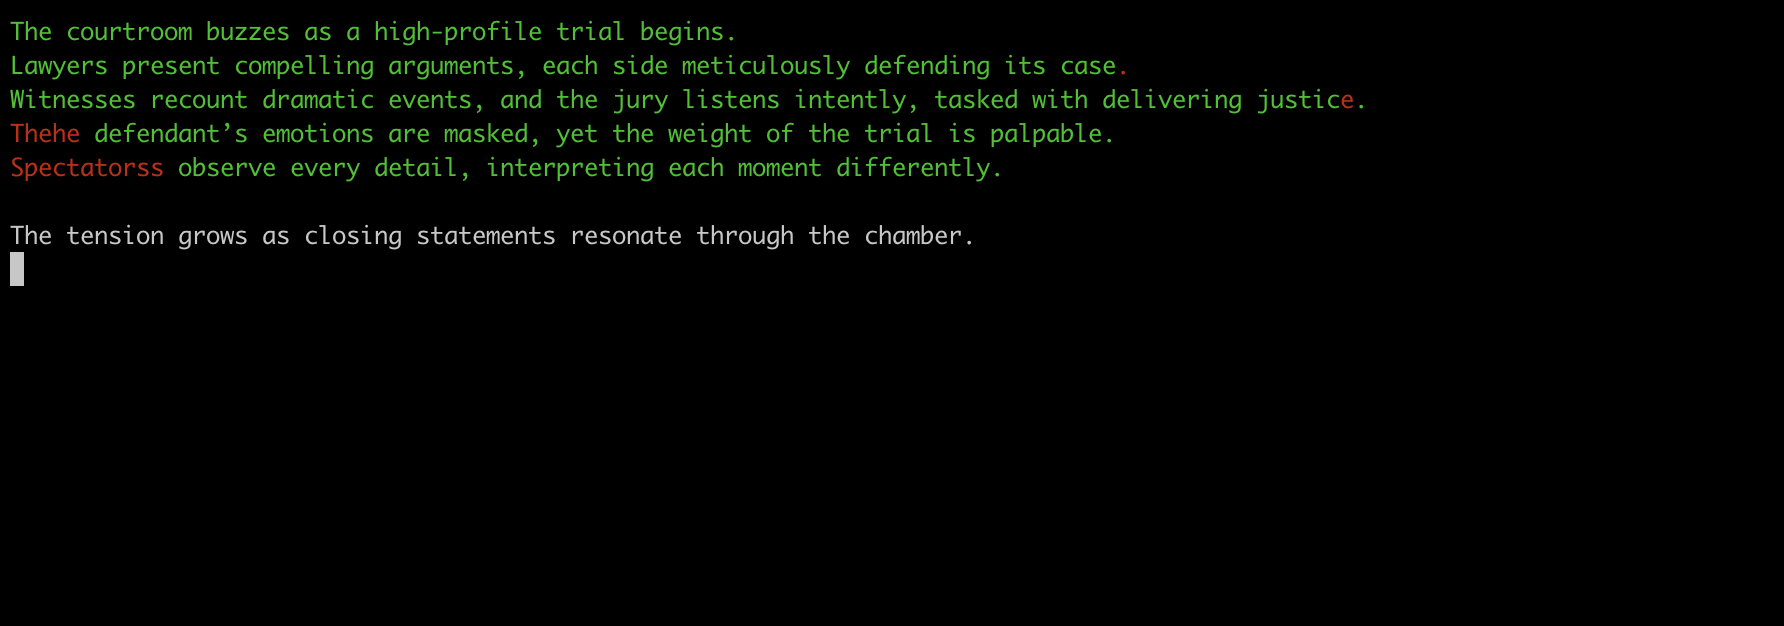 The courtroom buzzes as a high-profile trial begins.
Lawyers present compelling arguments, each side meticulously defending its case.
Witnesses recount dramatic events, and the jury listens intently, tasked with delivering justice.
Thehe defendant’s emotions are masked, yet the weight of the trial is palpable.
Spectatorss observe every detail, interpreting each moment differently.
The tension grows as closing statements resonate through the chamber.